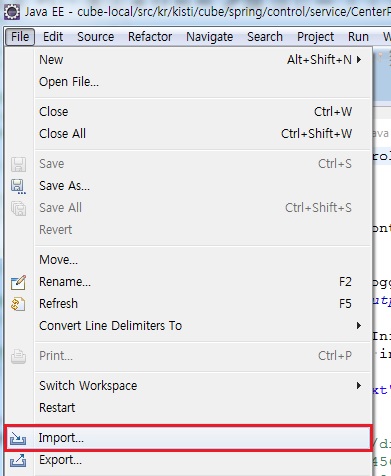 Java EE - cube-local/src/kr/kisti/cube/spring/control/service/CenterF
File Edit Source Refactor Navigate Search Project Run W
New Alt+Shift+N
Open File...
Close Ctrl+W
Close All Ctrl+Shift+W
Save Ctrl+S
Save As...
Save All Ctrl+Shift+S
Revert
Move...
Rename... F2
Refresh F5
Convert Line Delimiters To
Print... Ctrl+P
Switch Workspace
Restart
Import...
Export...